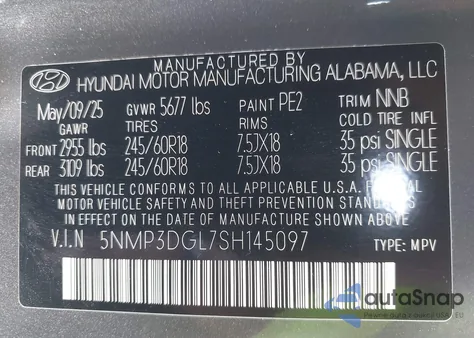 MANUFACTURED BY
HYUNDAI MOTOR MANUFACTURING ALABAMA, LLC
May/09/25 GVWR 5677 lbs PAINT PE2 TRIM NNB
GAWR TIRES RIMS COLD TIRE INFL
FRONT 2955 lbs 245/60R18 7.5JX18 35 psi SINGLE
REAR 3109 lbs 245/60R18 7.5JX18 35 psi SINGLE
THIS VEHICLE CONFORMS TO ALL APPLICABLE U.S.A. FEDERAL
MOTOR VEHICLE SAFETY AND THEFT PREVENTION STANDARDS
IN EFFECT ON THE DATE OF MANUFACTURE SHOWN ABOVE.
V.I.N 5NMP3DGL7SH145097 TYPE: MPV
autoSnap